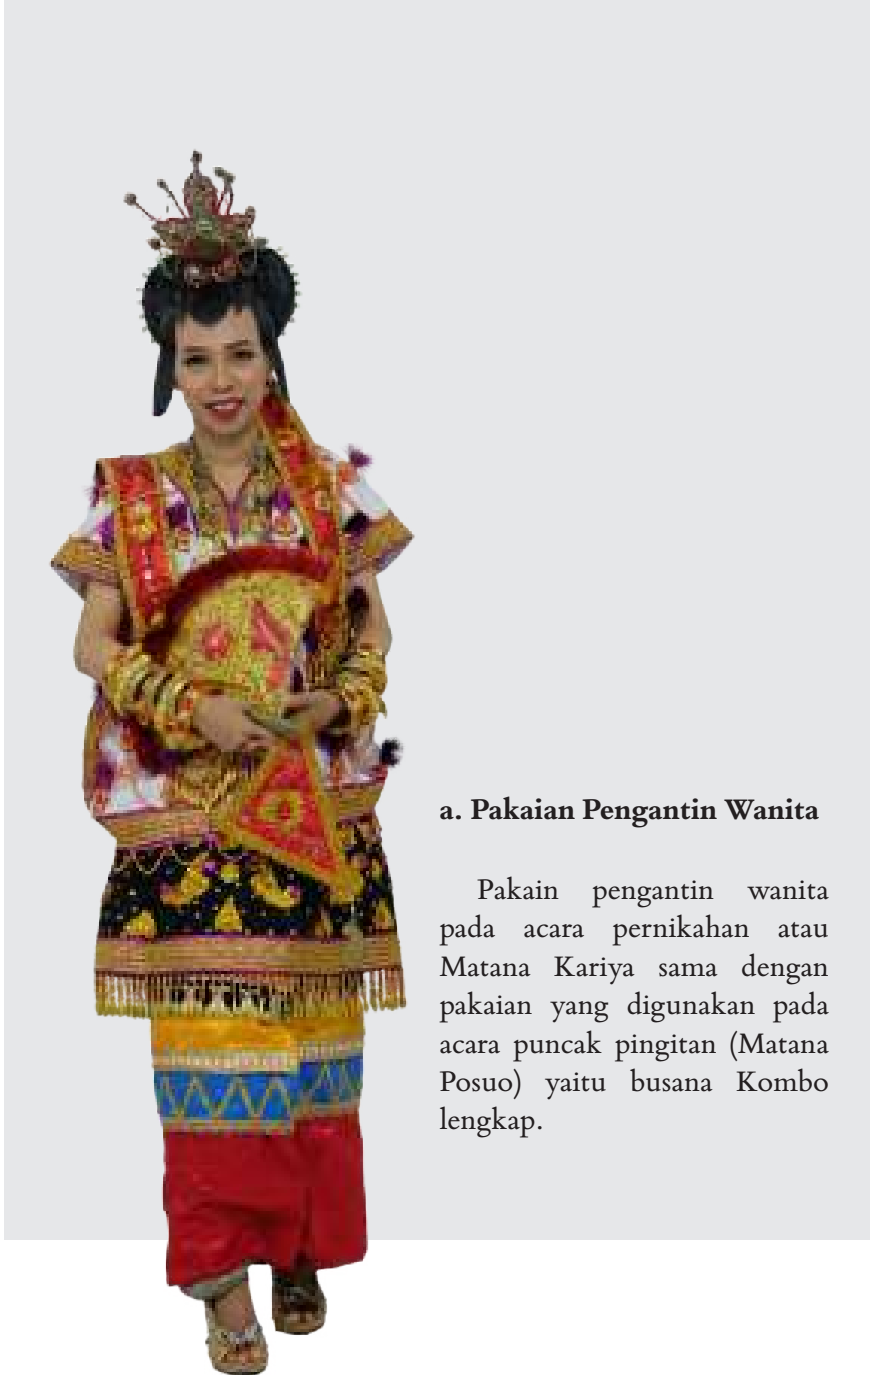 a. Pakaian Pengantin Wanita
Pakain pengantin wanita
pada acara pernikahan atau
Matana Kariya sama dengan
pakaian yang digunakan pada
acara puncak pingitan (Matana
Posuo) yaitu busana Kombo
lengkap.